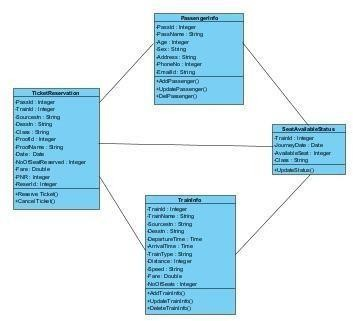 PassengerInfo
-PassId : Integer
-PassName : String
-Age : Integer
-Sex : String
-Address : String
-PhoneNo : Integer
-EmailId : String
+AddPassenger()
+UpdatePassenger()
+DelPassenger()
TicketReservation
-PassId : Integer
-TrainId : Integer
-SourcesIn : String
-DessIn : String
-Class : String
-ProofId : Integer
-ProofName : String
-Date : Date
-NoOfSeatReserved : Integer
-Fare : Double
-PNR : Integer
-ReserId : Integer
+Reserve Ticket()
+Cancel Ticket()
SeatAvailableStatus
-TrainId : Integer
-JourneyDate : Date
-AvailableSeat : Integer
-Class : String
+UpdateStatus()
TrainInfo
-TrainId : Integer
-TrainName : String
-SourcesIn : String
-DessIn : String
-DepartureTime : Time
-ArrivalTime : Time
-TrainType : String
-Distance : Integer
-Speed : String
-Fare : Double
-NoOfSeats : Integer
+AddTrainInfo()
+UpdateTrainInfo()
+DeleteTrainInfo()